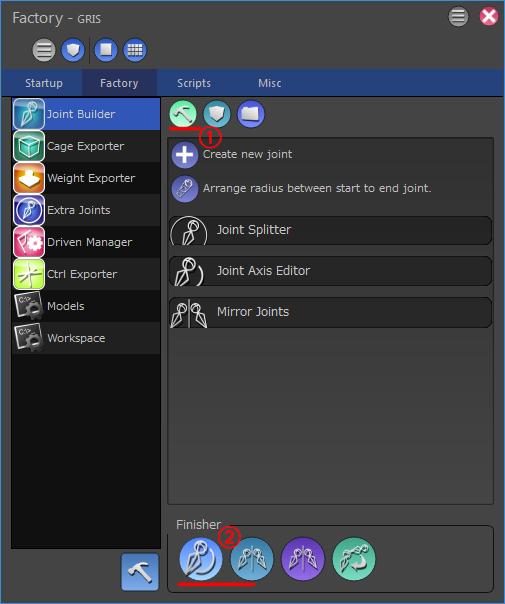 Factory - GRIS
Startup
Factory
Scripts
Misc
Joint Builder
Cage Exporter
Weight Exporter
Extra Joints
Driven Manager
Ctrl Exporter
C:\>_ Models
C:\>_ Workspace
①
Create new joint
Arrange radius between start to end joint.
Joint Splitter
Joint Axis Editor
Mirror Joints
Finisher
②